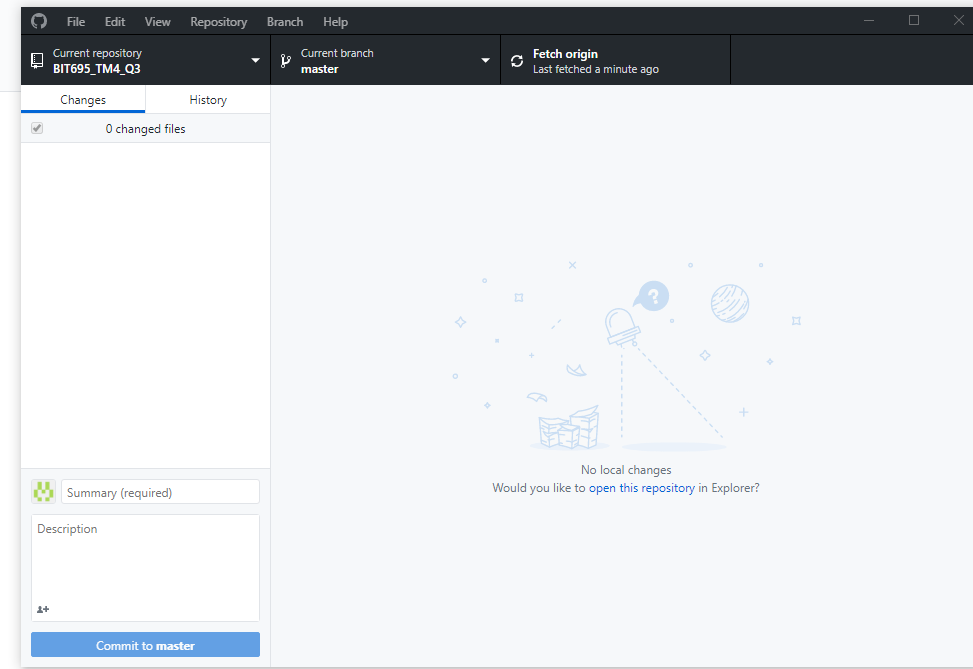 File Edit View Repository Branch Help
Current repository
BIT695_TM4_Q3
Current branch
master
Fetch origin
Last fetched a minute ago
Changes
History
0 changed files
?
No local changes
Would you like to open this repository in Explorer?
Summary (required)
Description
Commit to master